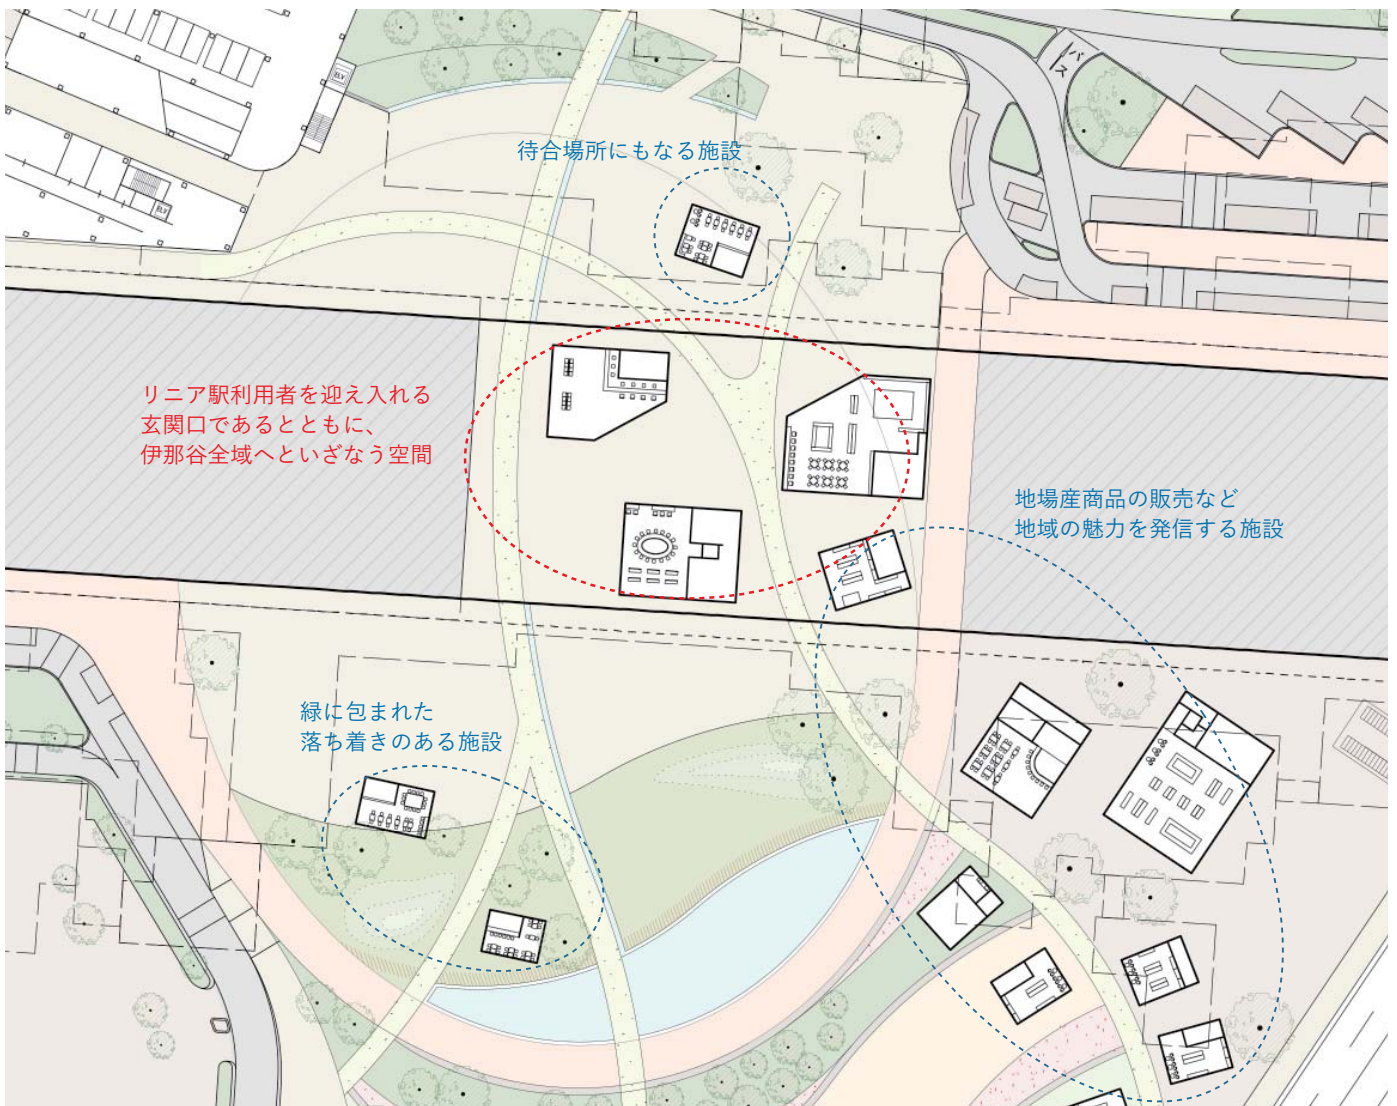 ELV
バス
待合場所にもなる施設
ELV
リニア駅利用者を迎え入れる
玄関口であるとともに、
伊那谷全域へといざなう空間
地場産商品の販売など
地域の魅力を発信する施設
緑に包まれた
落ち着きのある施設